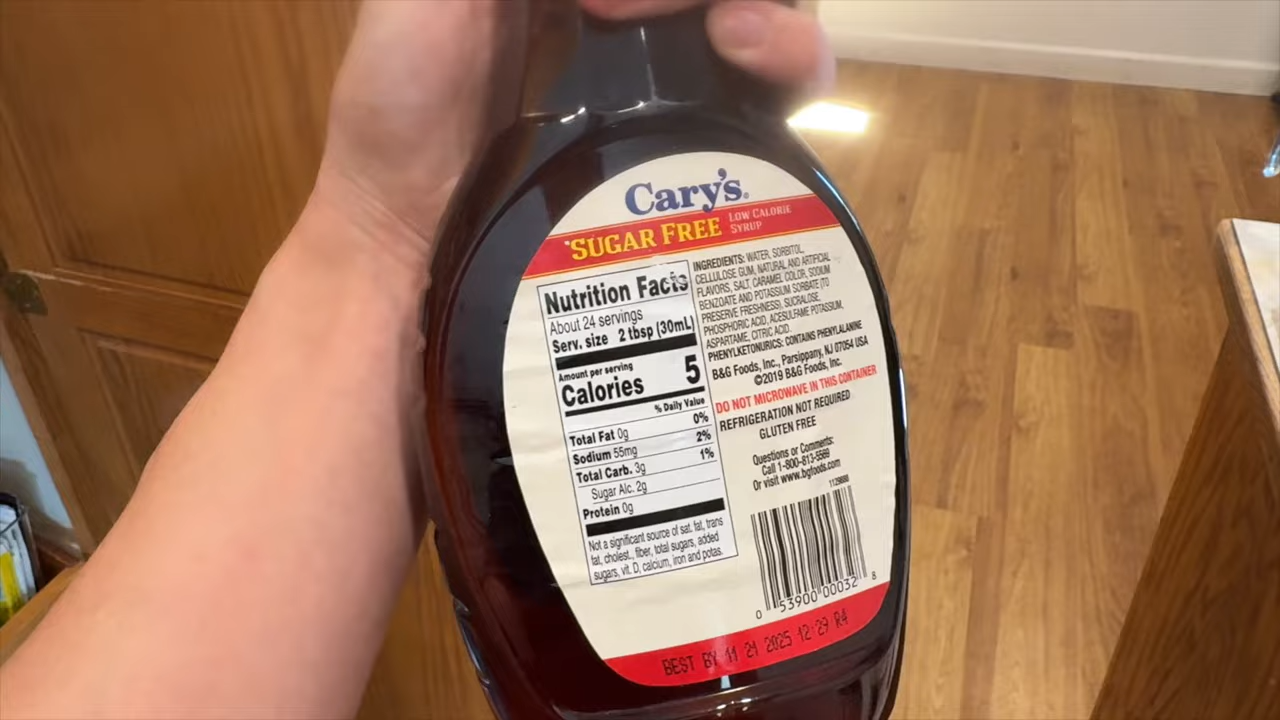 Cary's®
SUGAR FREE
LOW CALORIE
SYRUP
Nutrition Facts
About 24 servings
Serv. size 2 tbsp (30mL)
Amount per serving
Calories 5
% Daily Value
Total Fat 0g 0%
Sodium 55mg 2%
Total Carb. 3g 1%
Sugar Alc. 2g
Protein 0g
Not a significant source of sat. fat, trans
fat, cholest., fiber, total sugars, added
sugars, vit. D, calcium, iron and potas.
INGREDIENTS: WATER, SORBITOL,
CELLULOSE GUM, NATURAL AND ARTIFICIAL
FLAVORS, SALT, CARAMEL COLOR, SODIUM
BENZOATE AND POTASSIUM SORBATE (TO
PRESERVE FRESHNESS), SUCRALOSE,
PHOSPHORIC ACID, ACESULFAME POTASSIUM,
ASPARTAME, CITRIC ACID.
PHENYLKETONURICS: CONTAINS PHENYLALANINE
B&G Foods, Inc., Parsippany, NJ 07054 USA
©2019 B&G Foods, Inc.
DO NOT MICROWAVE IN THIS CONTAINER
REFRIGERATION NOT REQUIRED
GLUTEN FREE
Questions or Comments:
Call 1-800-813-5569
Or visit www.bgfoods.com
0 53900 00032 8
BEST BY 11 21 2025 12:29 R4